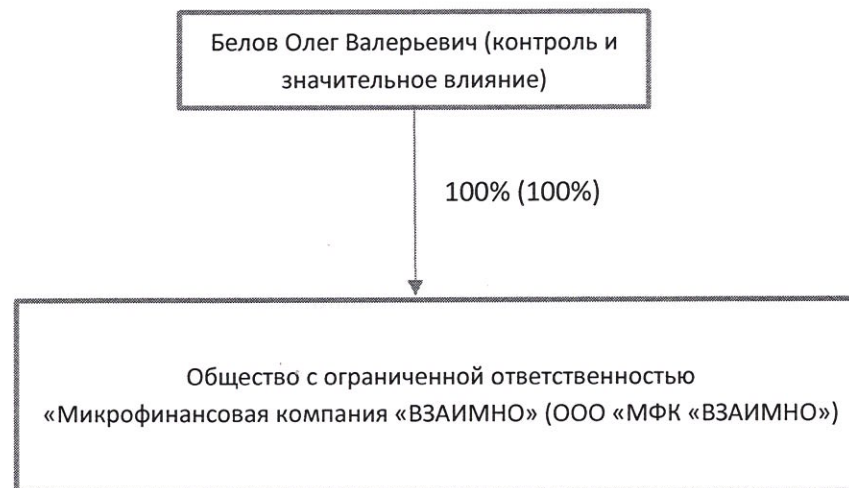 Белов Олег Валерьевич (контроль и
значительное влияние)
100% (100%)
Общество с ограниченной ответственностью
«Микрофинансовая компания «ВЗАИМНО» (ООО «МФК «ВЗАИМНО»)